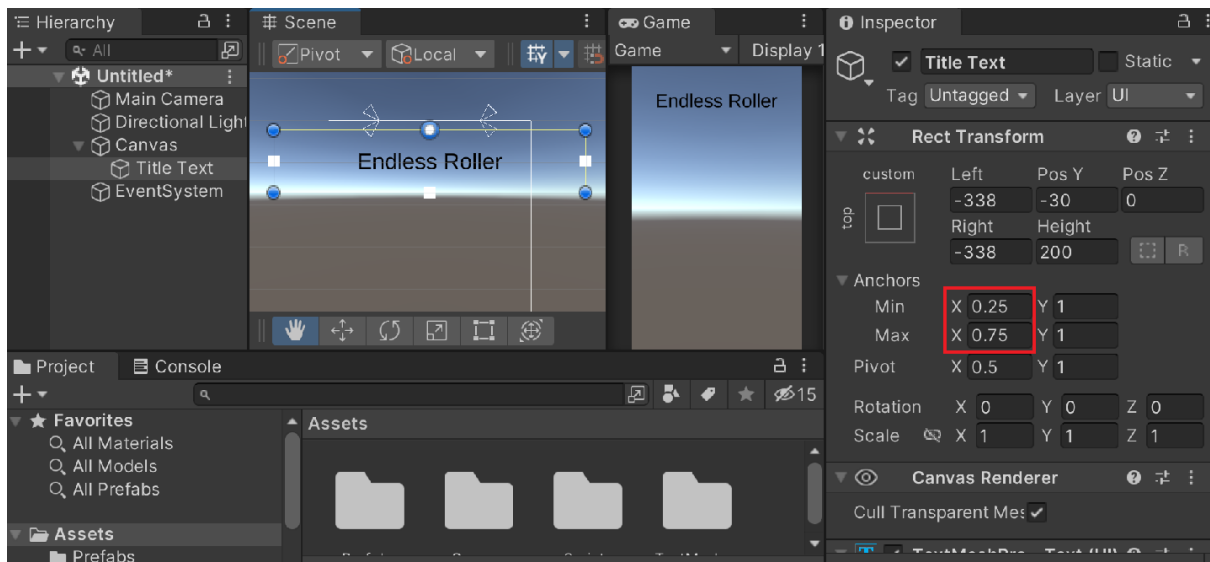 Hierarchy
All
Untitled*
Main Camera
Directional Light
Canvas
Title Text
EventSystem
Scene
Pivot
Local
Endless Roller
Game
Game Display 1
Endless Roller
Inspector
Title Text Static
Tag Untagged Layer UI
Rect Transform
custom Left Pos Y Pos Z
top -338 -30 0
Right Height
-338 200 R
Anchors
Min X 0.25 Y 1
Max X 0.75 Y 1
Pivot X 0.5 Y 1
Rotation X 0 Y 0 Z 0
Scale X 1 Y 1 Z 1
Canvas Renderer
Cull Transparent Mes
Project Console
15
Favorites
All Materials
All Models
All Prefabs
Assets
Prefabs
Assets